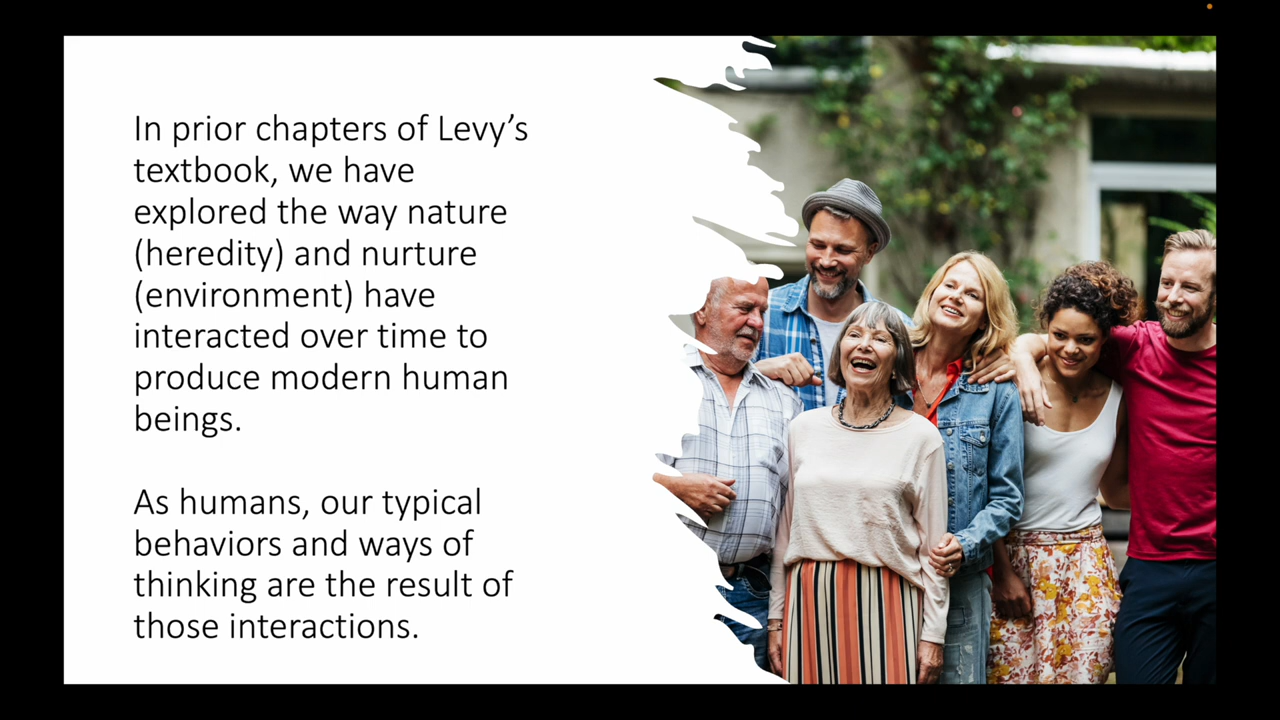 In prior chapters of Levy’s
textbook, we have
explored the way nature
(heredity) and nurture
(environment) have
interacted over time to
produce modern human
beings.
As humans, our typical
behaviors and ways of
thinking are the result of
those interactions.